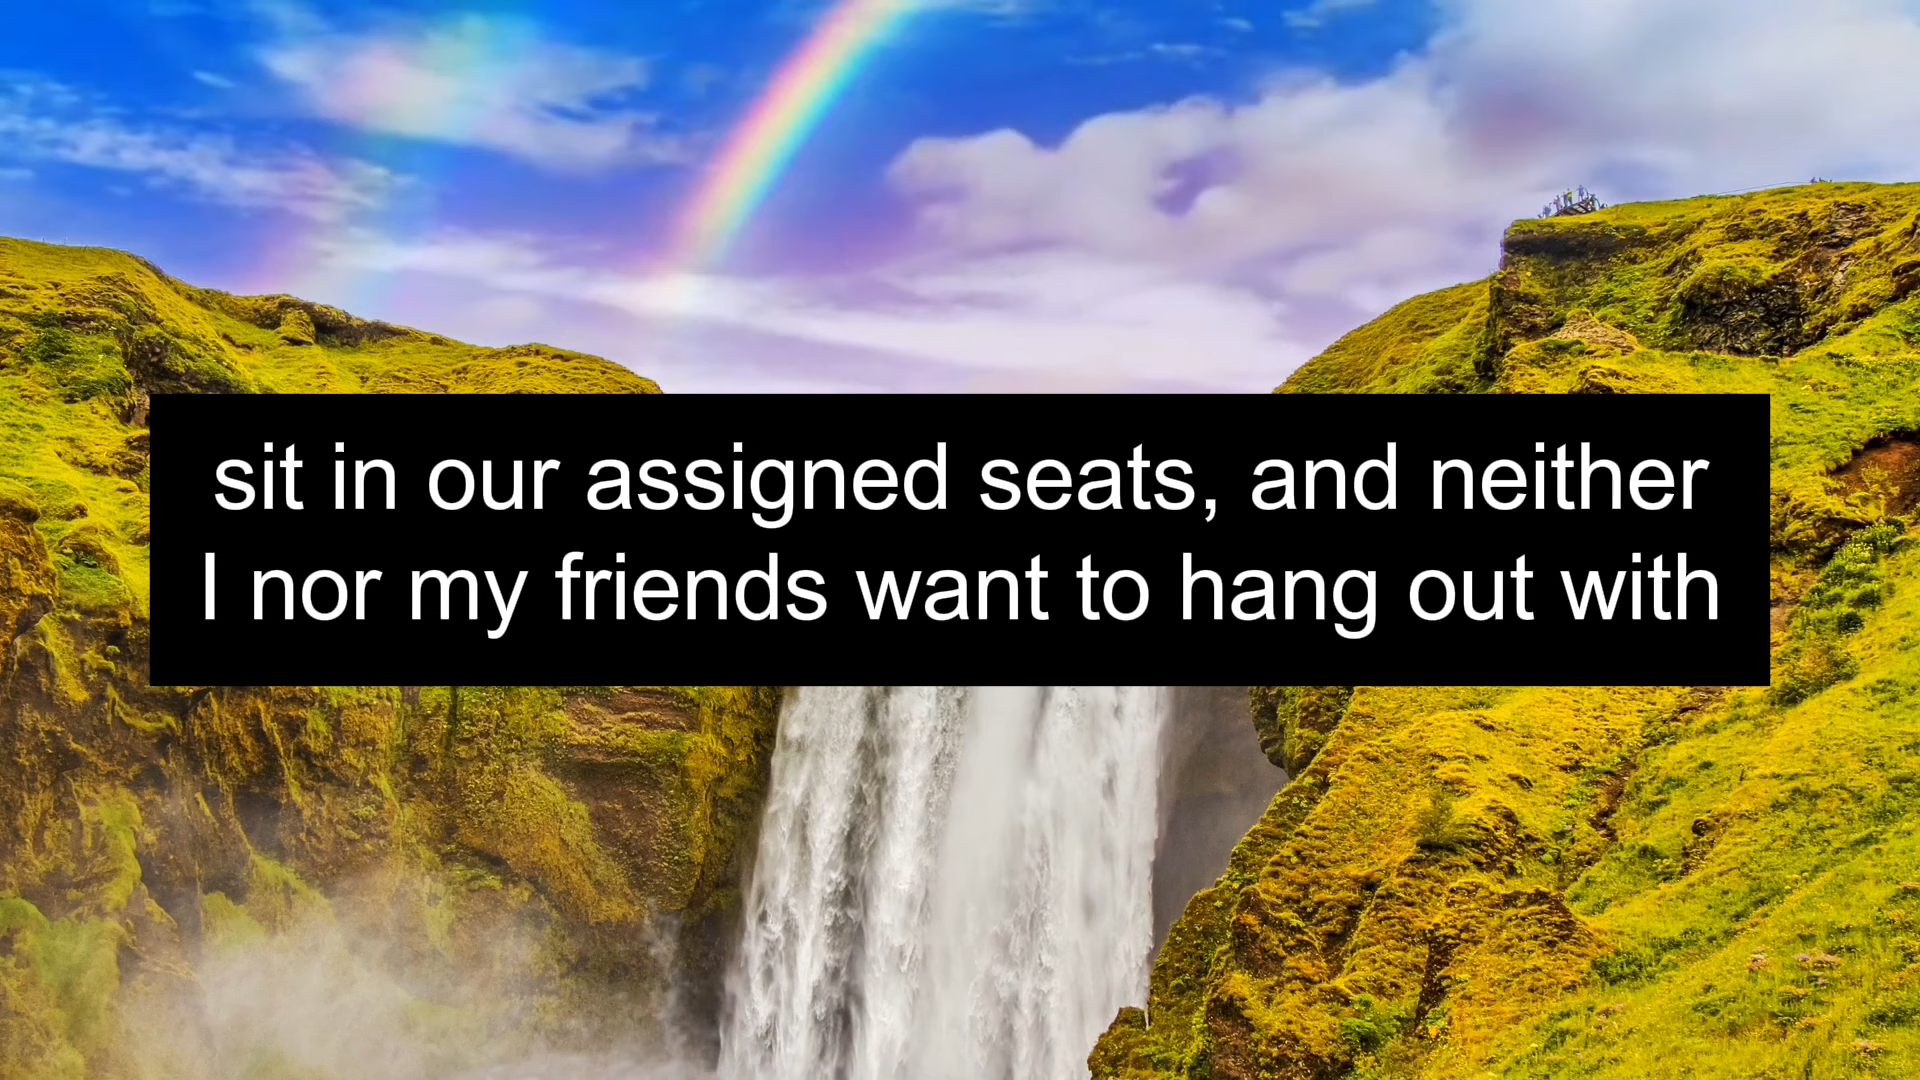 sit in our assigned seats, and neither
I nor my friends want to hang out with